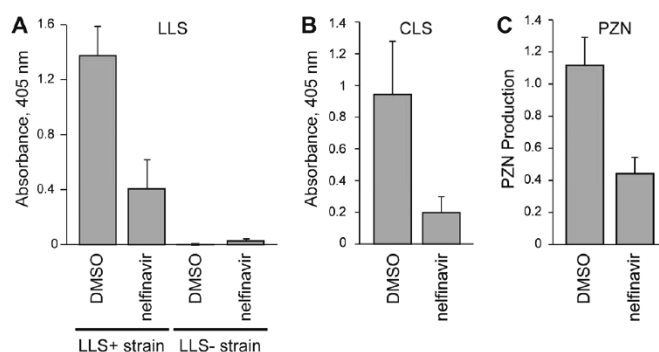 A
LLS
Absorbance, 405 nm
1.6
1.2
0.8
0.4
0
DMSO
nelfinavir
DMSO
nelfinavir
LLS+ strain
LLS- strain
B
CLS
Absorbance, 405 nm
1.4
1.2
1
0.8
0.6
0.4
0.2
0
DMSO
nelfinavir
C
PZN
PZN Production
1.4
1.2
1.0
0.8
0.6
0.4
0.2
0
DMSO
nelfinavir